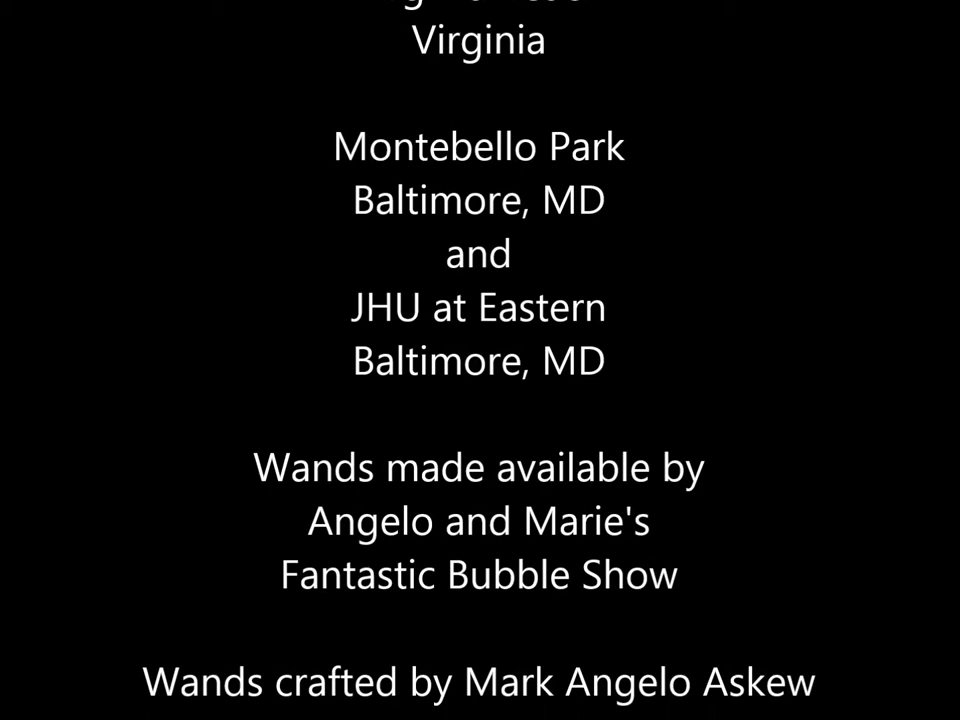 Virginia
Montebello Park
Baltimore, MD
and
JHU at Eastern
Baltimore, MD
Wands made available by
Angelo and Marie's
Fantastic Bubble Show
Wands crafted by Mark Angelo Askew